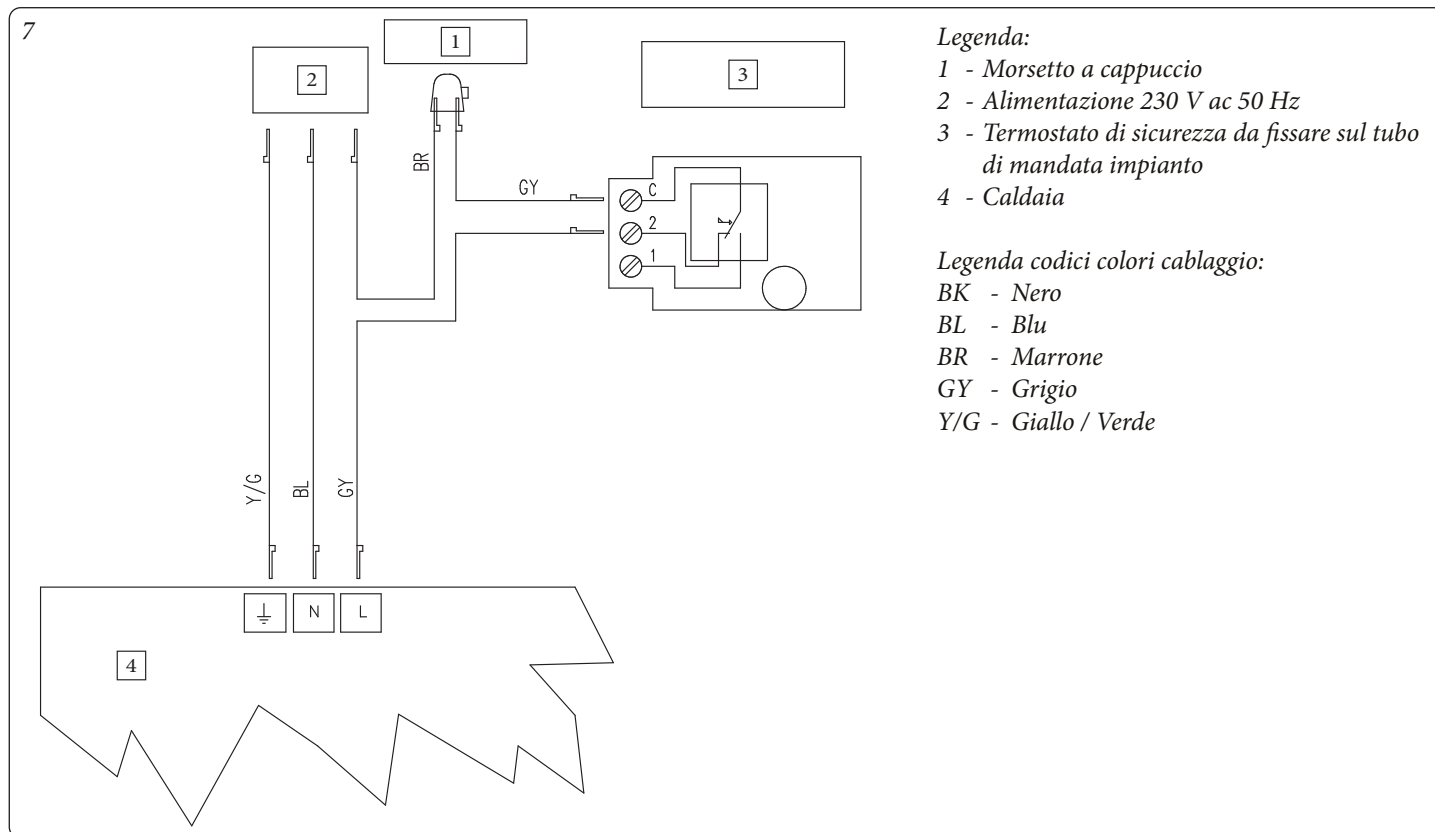 7
1
2
3
Legenda:
1 - Morsetto a cappuccio
2 - Alimentazione 230 V ac 50 Hz
3 - Termostato di sicurezza da fissare sul tubo
di mandata impianto
4 - Caldaia
Legenda codici colori cablaggio:
BK - Nero
BL - Blu
BR - Marrone
GY - Grigio
Y/G - Giallo / Verde
BR
GY
C
2
1
Y/G
BL
GY
N
L
4